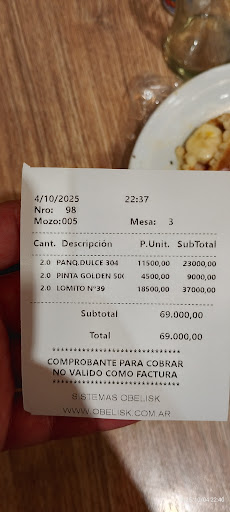 4/10/2025 22:37
Nro: 98
Mozo:005 Mesa: 3
Cant. Descripción P.Unit. SubTotal
2.0 PANQ.DULCE 304 11500,00 23000,00
2.0 PINTA GOLDEN 500 4500,00 9000,00
2.0 LOMITO N°39 18500,00 37000,00
Subtotal 69.000,00
Total 69.000,00
******************************
COMPROBANTE PARA COBRAR
NO VALIDO COMO FACTURA
******************************
SISTEMAS OBELISK
WWW.OBELISK.COM.AR